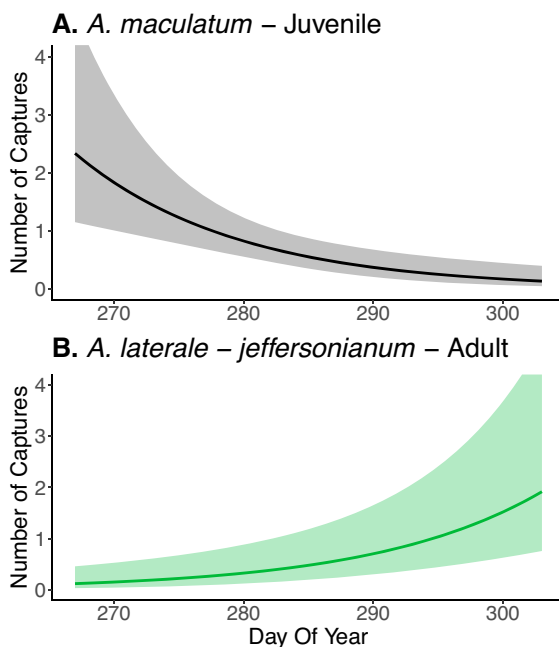 A. A. maculatum – Juvenile
Number of Captures
4
3
2
1
0
270 280 290 300
B. A. laterale – jeffersonianum – Adult
Number of Captures
4
3
2
1
0
270 280 290 300
Day Of Year